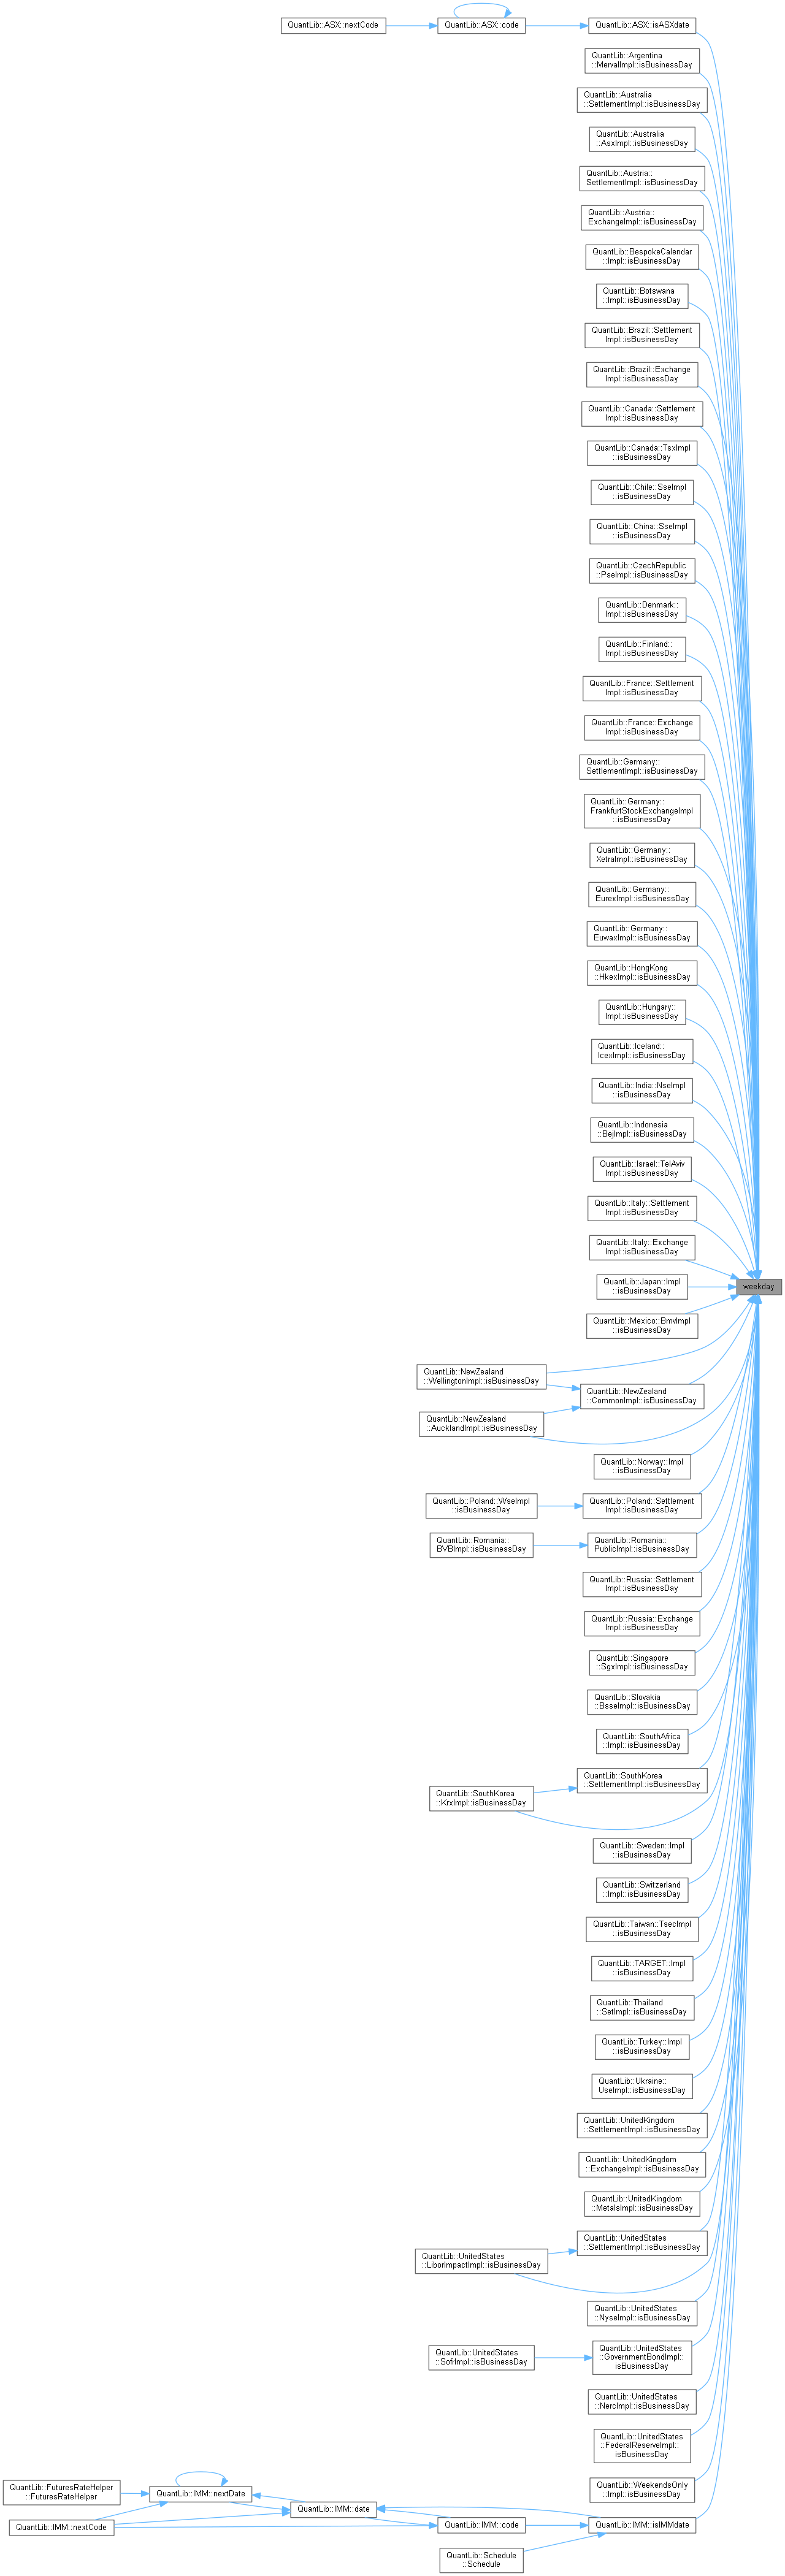 QuantLib::ASX::nextCode
QuantLib::ASX::code
QuantLib::ASX::isASXdate
QuantLib::Argentina
::MervalImpl::isBusinessDay
QuantLib::Australia
::SettlementImpl::isBusinessDay
QuantLib::Australia
::AsxImpl::isBusinessDay
QuantLib::Austria::
SettlementImpl::isBusinessDay
QuantLib::Austria::
ExchangeImpl::isBusinessDay
QuantLib::BespokeCalendar
::Impl::isBusinessDay
QuantLib::Botswana
::Impl::isBusinessDay
QuantLib::Brazil::Settlement
Impl::isBusinessDay
QuantLib::Brazil::Exchange
Impl::isBusinessDay
QuantLib::Canada::Settlement
Impl::isBusinessDay
QuantLib::Canada::TsxImpl
::isBusinessDay
QuantLib::Chile::SseImpl
::isBusinessDay
QuantLib::China::SseImpl
::isBusinessDay
QuantLib::CzechRepublic
::PseImpl::isBusinessDay
QuantLib::Denmark::
Impl::isBusinessDay
QuantLib::Finland::
Impl::isBusinessDay
QuantLib::France::Settlement
Impl::isBusinessDay
QuantLib::France::Exchange
Impl::isBusinessDay
QuantLib::Germany::
SettlementImpl::isBusinessDay
QuantLib::Germany::
FrankfurtStockExchangeImpl
::isBusinessDay
QuantLib::Germany::
XetraImpl::isBusinessDay
QuantLib::Germany::
EurexImpl::isBusinessDay
QuantLib::Germany::
EuwaxImpl::isBusinessDay
QuantLib::HongKong
::HkexImpl::isBusinessDay
QuantLib::Hungary::
Impl::isBusinessDay
QuantLib::Iceland::
IcexImpl::isBusinessDay
QuantLib::India::NseImpl
::isBusinessDay
QuantLib::Indonesia
::BejImpl::isBusinessDay
QuantLib::Israel::TelAviv
Impl::isBusinessDay
QuantLib::Italy::Settlement
Impl::isBusinessDay
QuantLib::Italy::Exchange
Impl::isBusinessDay
weekday
QuantLib::Japan::Impl
::isBusinessDay
QuantLib::Mexico::BmvImpl
::isBusinessDay
QuantLib::NewZealand
::WellingtonImpl::isBusinessDay
QuantLib::NewZealand
::CommonImpl::isBusinessDay
QuantLib::NewZealand
::AucklandImpl::isBusinessDay
QuantLib::Norway::Impl
::isBusinessDay
QuantLib::Poland::WseImpl
::isBusinessDay
QuantLib::Poland::Settlement
Impl::isBusinessDay
QuantLib::Romania::
BVBImpl::isBusinessDay
QuantLib::Romania::
PublicImpl::isBusinessDay
QuantLib::Russia::Settlement
Impl::isBusinessDay
QuantLib::Russia::Exchange
Impl::isBusinessDay
QuantLib::Singapore
::SgxImpl::isBusinessDay
QuantLib::Slovakia
::BsseImpl::isBusinessDay
QuantLib::SouthAfrica
::Impl::isBusinessDay
QuantLib::SouthKorea
::SettlementImpl::isBusinessDay
QuantLib::SouthKorea
::KrxImpl::isBusinessDay
QuantLib::Sweden::Impl
::isBusinessDay
QuantLib::Switzerland
::Impl::isBusinessDay
QuantLib::Taiwan::TsecImpl
::isBusinessDay
QuantLib::TARGET::Impl
::isBusinessDay
QuantLib::Thailand
::SetImpl::isBusinessDay
QuantLib::Turkey::Impl
::isBusinessDay
QuantLib::Ukraine::
UseImpl::isBusinessDay
QuantLib::UnitedKingdom
::SettlementImpl::isBusinessDay
QuantLib::UnitedKingdom
::ExchangeImpl::isBusinessDay
QuantLib::UnitedKingdom
::MetalsImpl::isBusinessDay
QuantLib::UnitedStates
::SettlementImpl::isBusinessDay
QuantLib::UnitedStates
::LiborImpactImpl::isBusinessDay
QuantLib::UnitedStates
::NyseImpl::isBusinessDay
QuantLib::UnitedStates
::SofrImpl::isBusinessDay
QuantLib::UnitedStates
::GovernmentBondImpl::
isBusinessDay
QuantLib::UnitedStates
::NercImpl::isBusinessDay
QuantLib::UnitedStates
::FederalReserveImpl::
isBusinessDay
QuantLib::WeekendsOnly
::Impl::isBusinessDay
QuantLib::FuturesRateHelper
::FuturesRateHelper
QuantLib::IMM::nextDate
QuantLib::IMM::date
QuantLib::IMM::nextCode
QuantLib::IMM::code
QuantLib::IMM::isIMMdate
QuantLib::Schedule
::Schedule